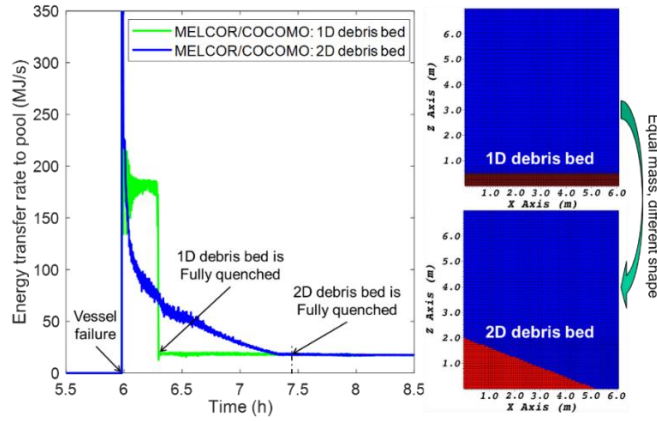 MELCOR/COCOMO: 1D debris bed
MELCOR/COCOMO: 2D debris bed
Energy transfer rate to pool (MJ/s)
350
300
250
200
150
100
50
0
Vessel
failure
1D debris bed is
Fully quenched
2D debris bed is
Fully quenched
5.5
6
6.5
7
7.5
8
8.5
Time (h)
Z Axis (m)
6.0
5.0
4.0
3.0
2.0
1.0
1D debris bed
1.0 2.0 3.0 4.0 5.0 6.0
X Axis (m)
Equal mass, different shape
Z Axis (m)
6.0
5.0
4.0
3.0
2.0
1.0
2D debris bed
1.0 2.0 3.0 4.0 5.0 6.0
X Axis (m)